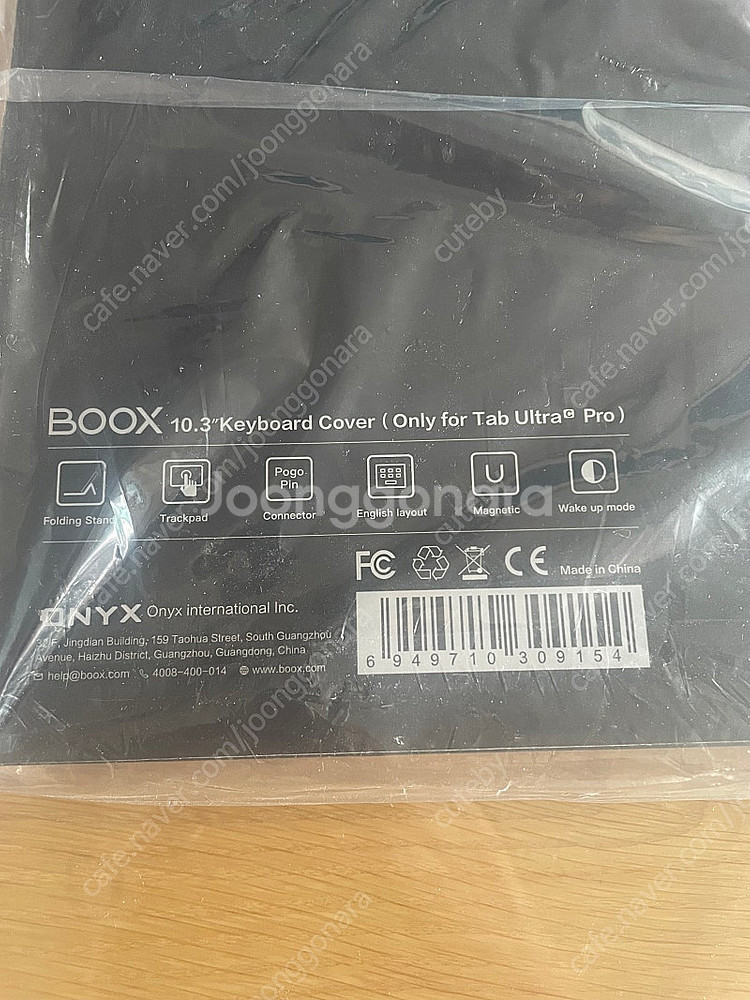 BOOX 10.3″Keyboard Cover (Only for Tab Ultra C Pro)
Pogo
Pin
Folding Stand Trackpad Connector English layout Magnetic Wake up mode
Joonggonara
FC CE Made in China
ONYX Onyx international Inc.
Jingdian Building, 159 Taohua Street, South Guangzhou
Avenue, Haizhu District, Guangzhou, Guangdong, China
help@boox.com 4008-400-014 www.boox.com
6 949710 309154
cafe.naver.com/joonggonara
cuteby